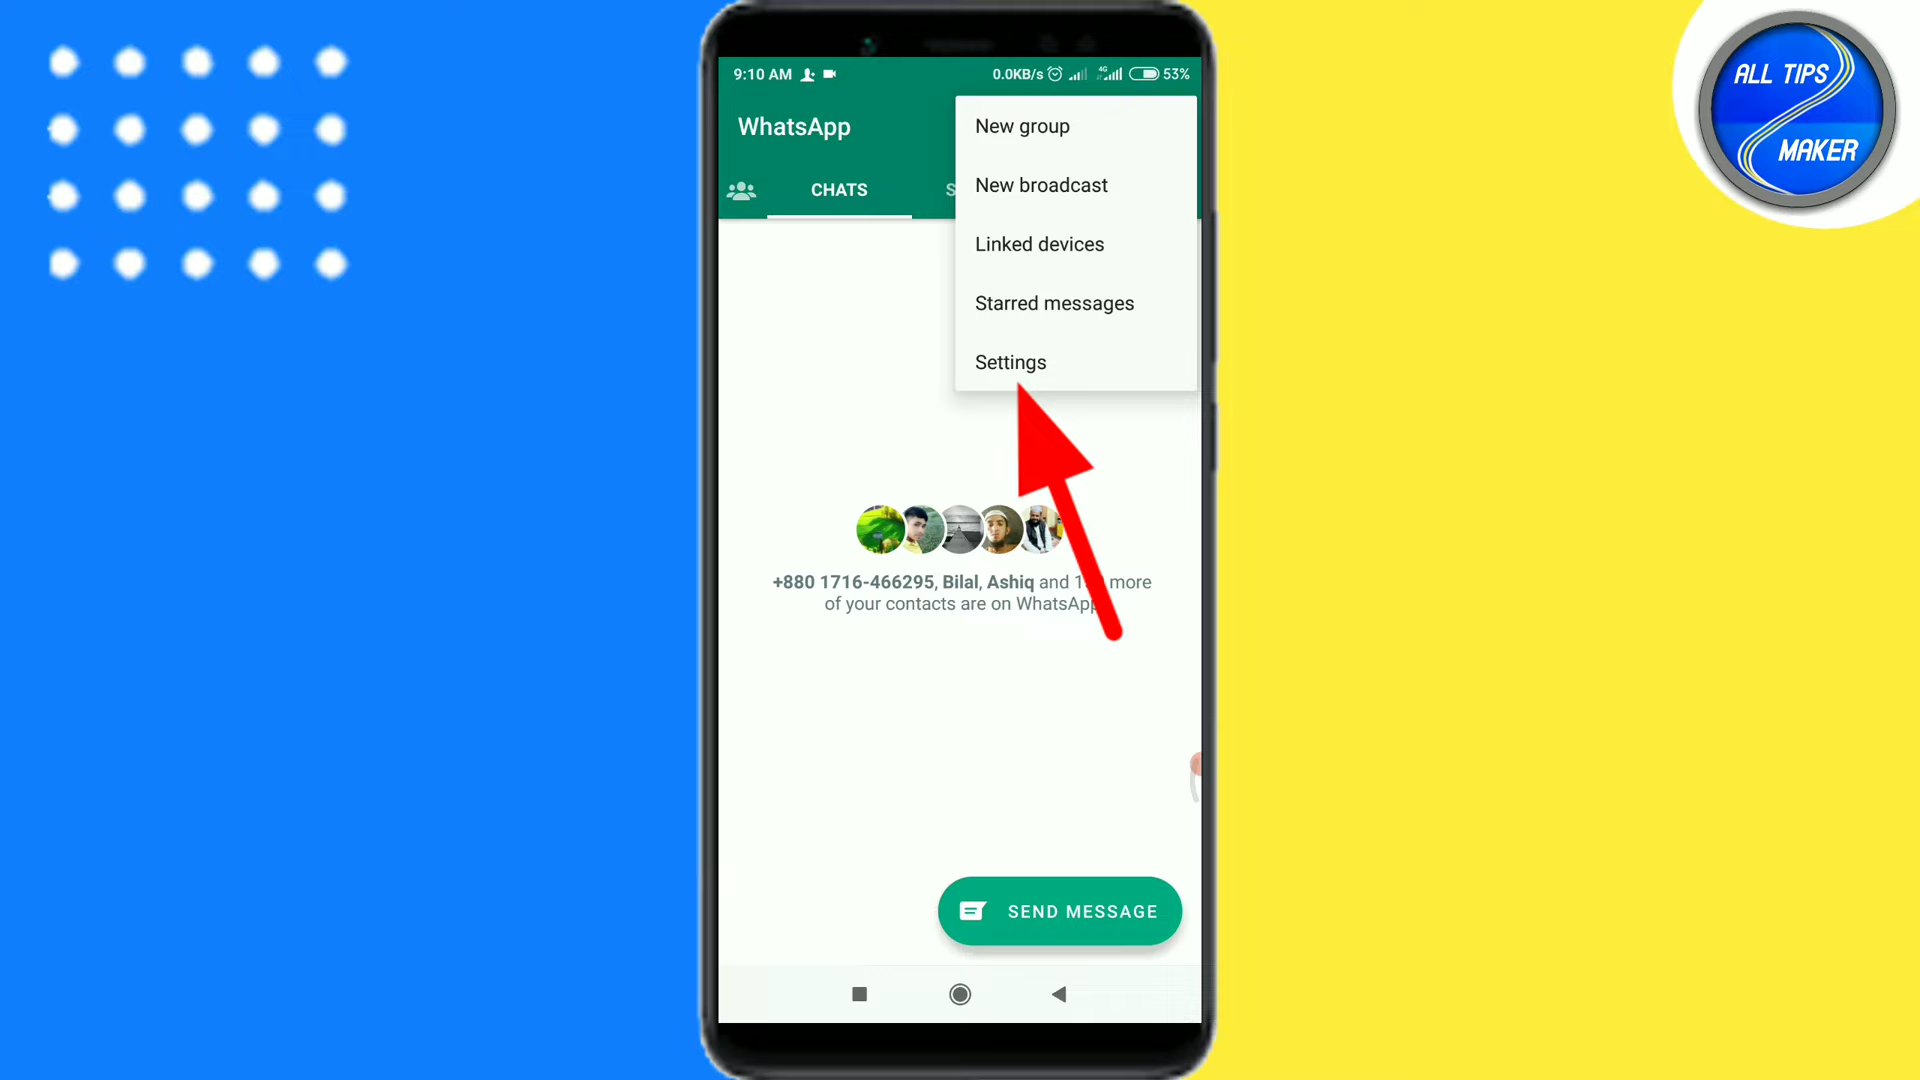 ALL TIPS
MAKER
9:10 AM 0.0KB/s 4G 53%
WhatsApp
CHATS
New group
New broadcast
Linked devices
Starred messages
Settings
+880 1716-466295, Bilal, Ashiq and more
of your contacts are on WhatsApp
SEND MESSAGE